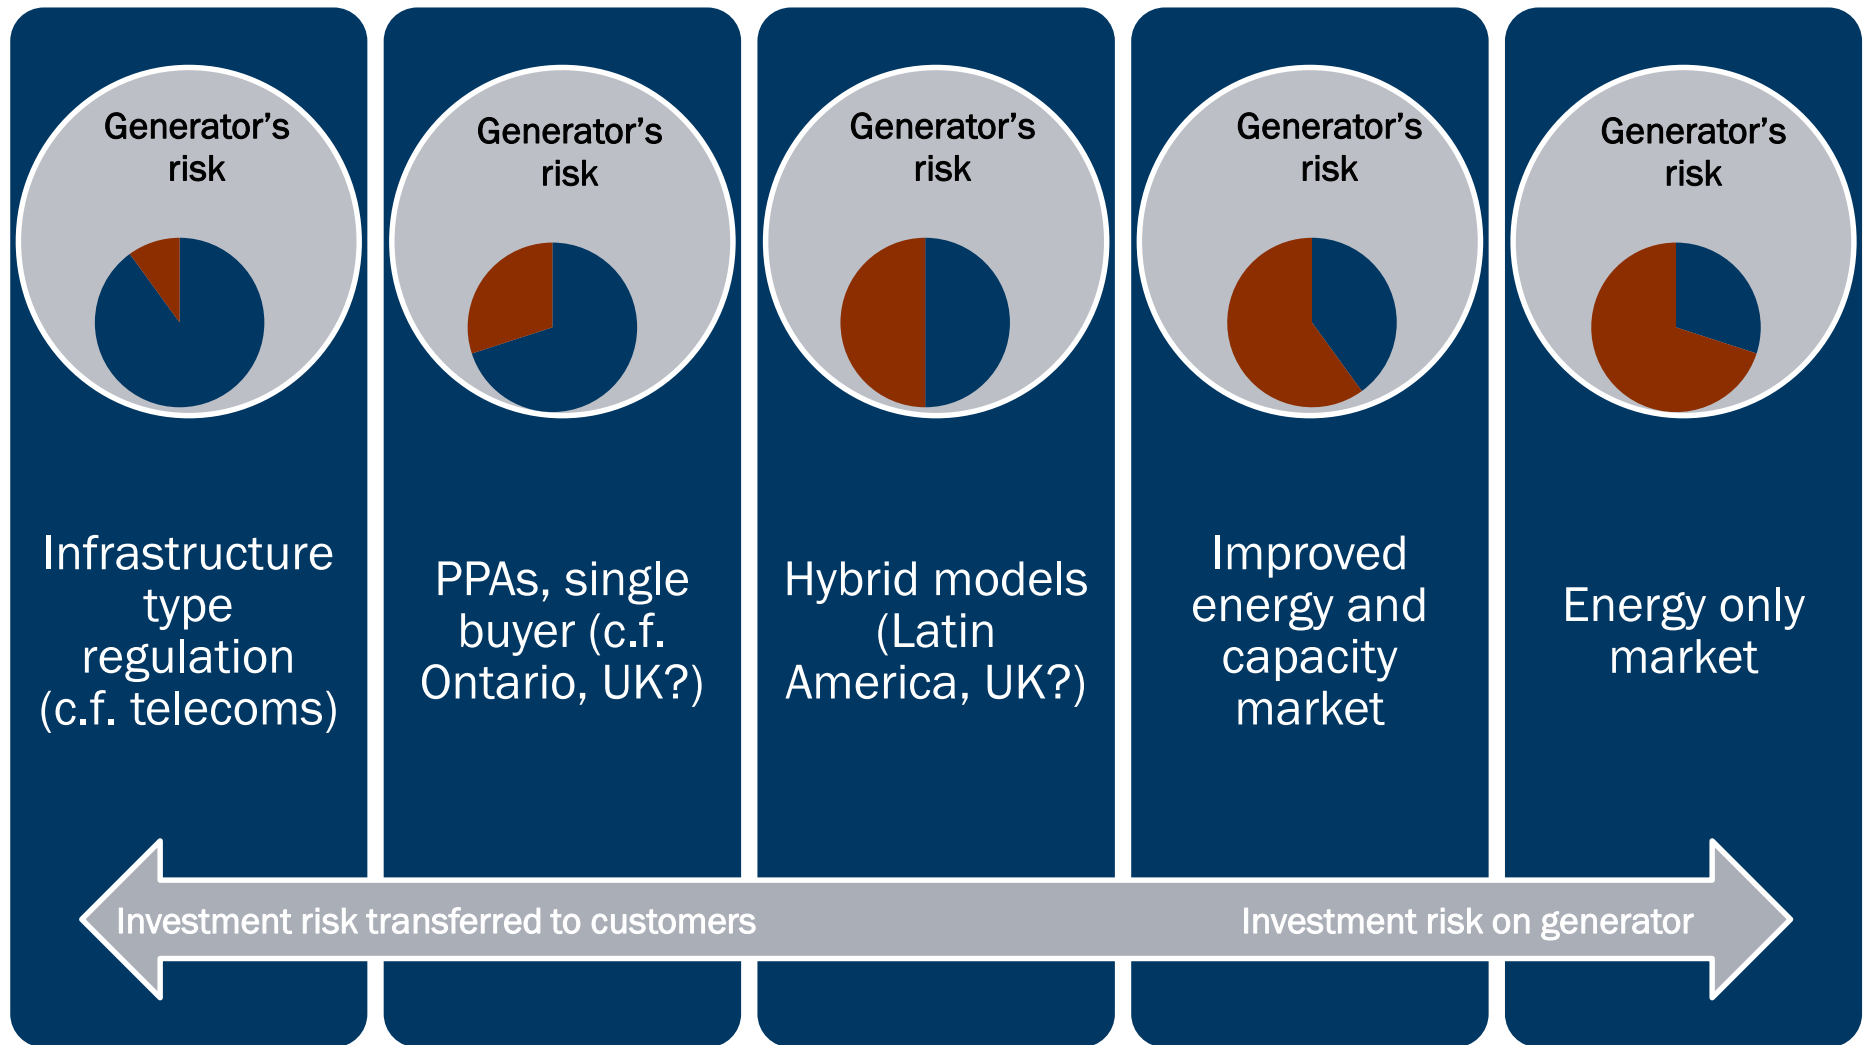 Generator’s
risk
Generator’s
risk
Generator’s
risk
Generator’s
risk
Generator’s
risk
Infrastructure
type
regulation
(c.f. telecoms)
PPAs, single
buyer (c.f.
Ontario, UK?)
Hybrid models
(Latin
America, UK?)
Improved
energy and
capacity
market
Energy only
market
Investment risk transferred to customers
Investment risk on generator